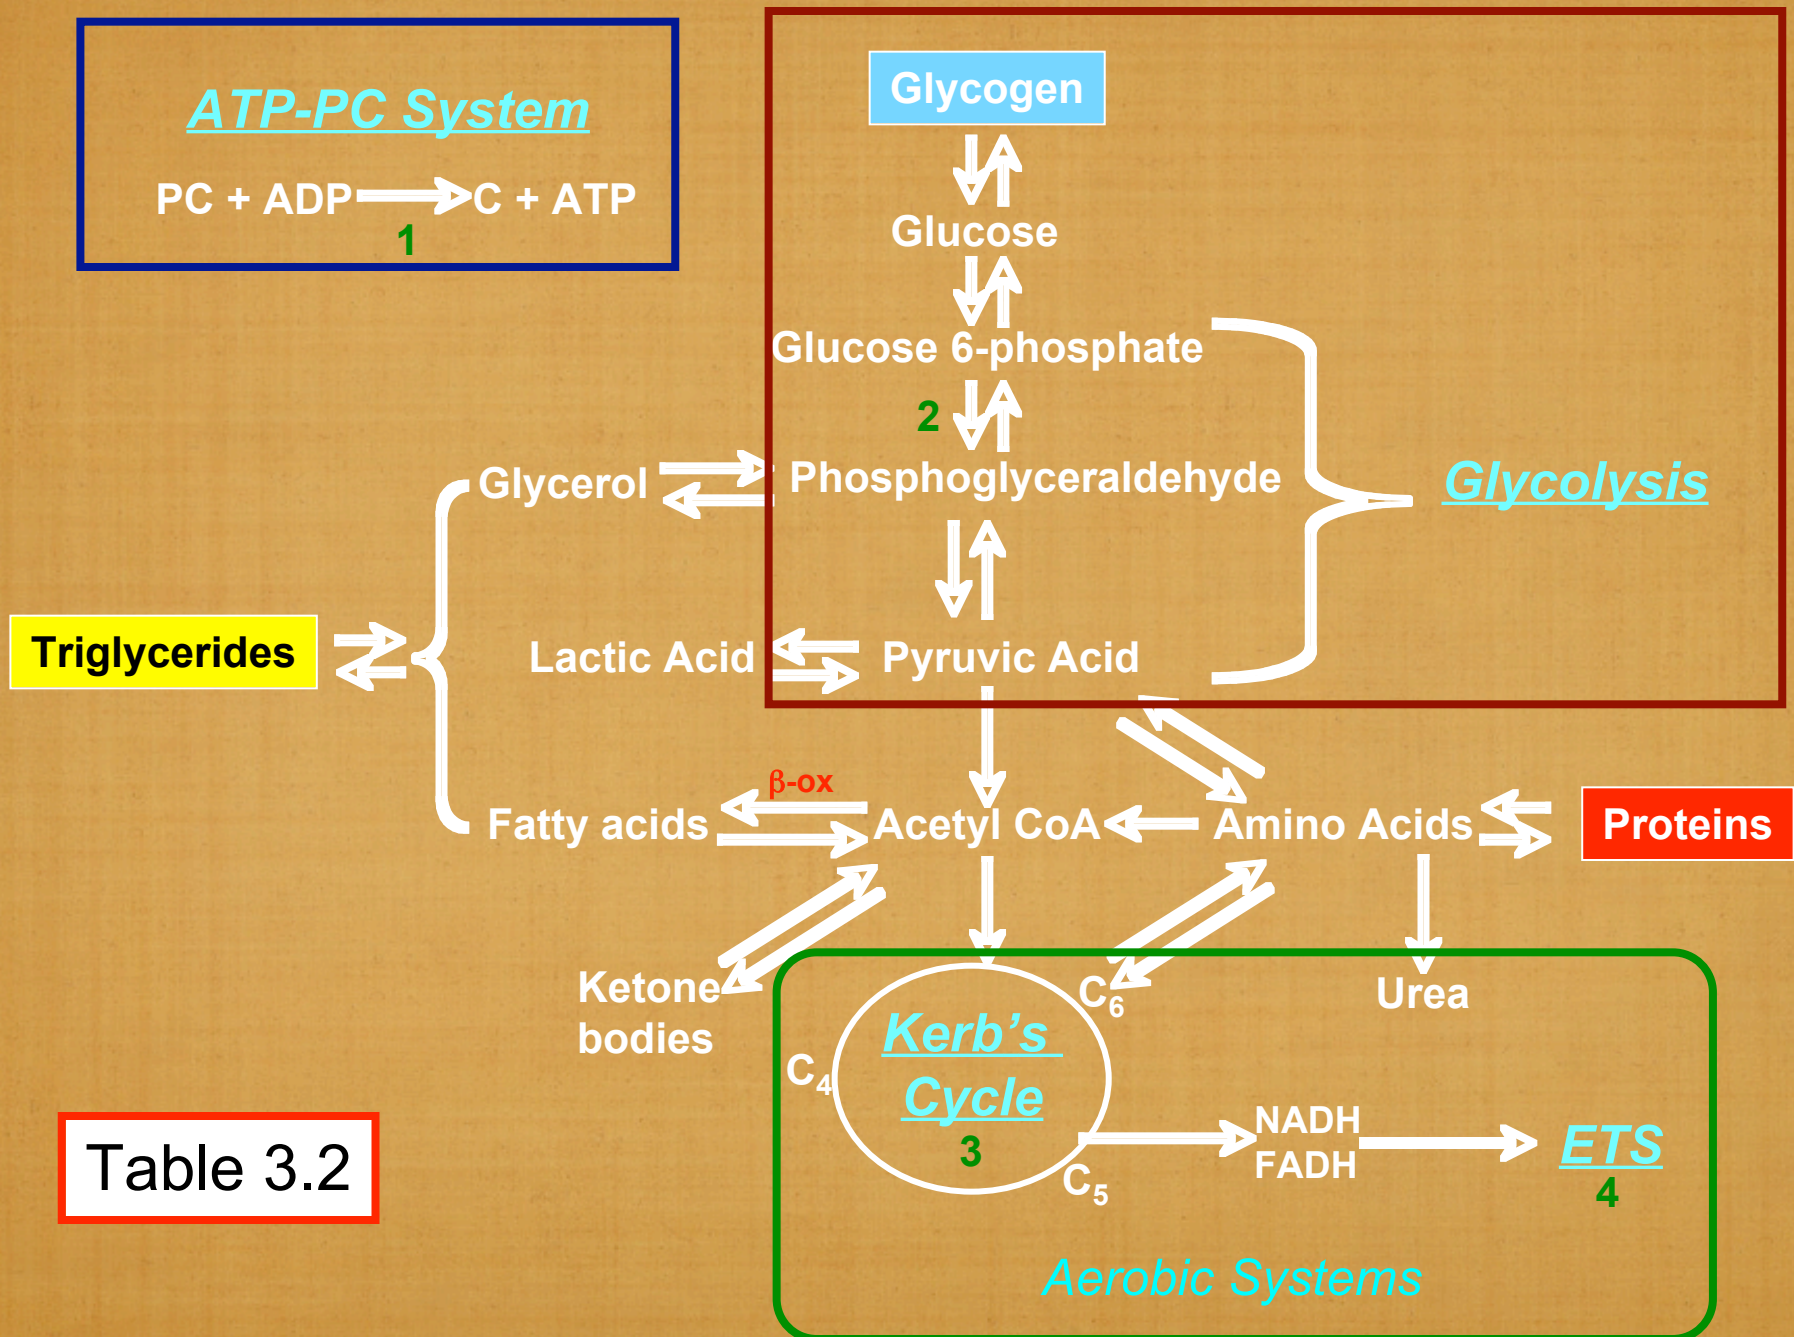 ATP-PC System
PC + ADP C + ATP
1
Glycogen
Glucose
Glucose 6-phosphate
2
Glycerol
Phosphoglyceraldehyde
Glycolysis
Triglycerides
Lactic Acid
Pyruvic Acid
β-ox
Fatty acids
Acetyl CoA
Amino Acids
Proteins
Ketone
bodies
C₆
Urea
Kerb's
Cycle
3
C₄
C₅
NADH
FADH
ETS
4
Aerobic Systems
Table 3.2